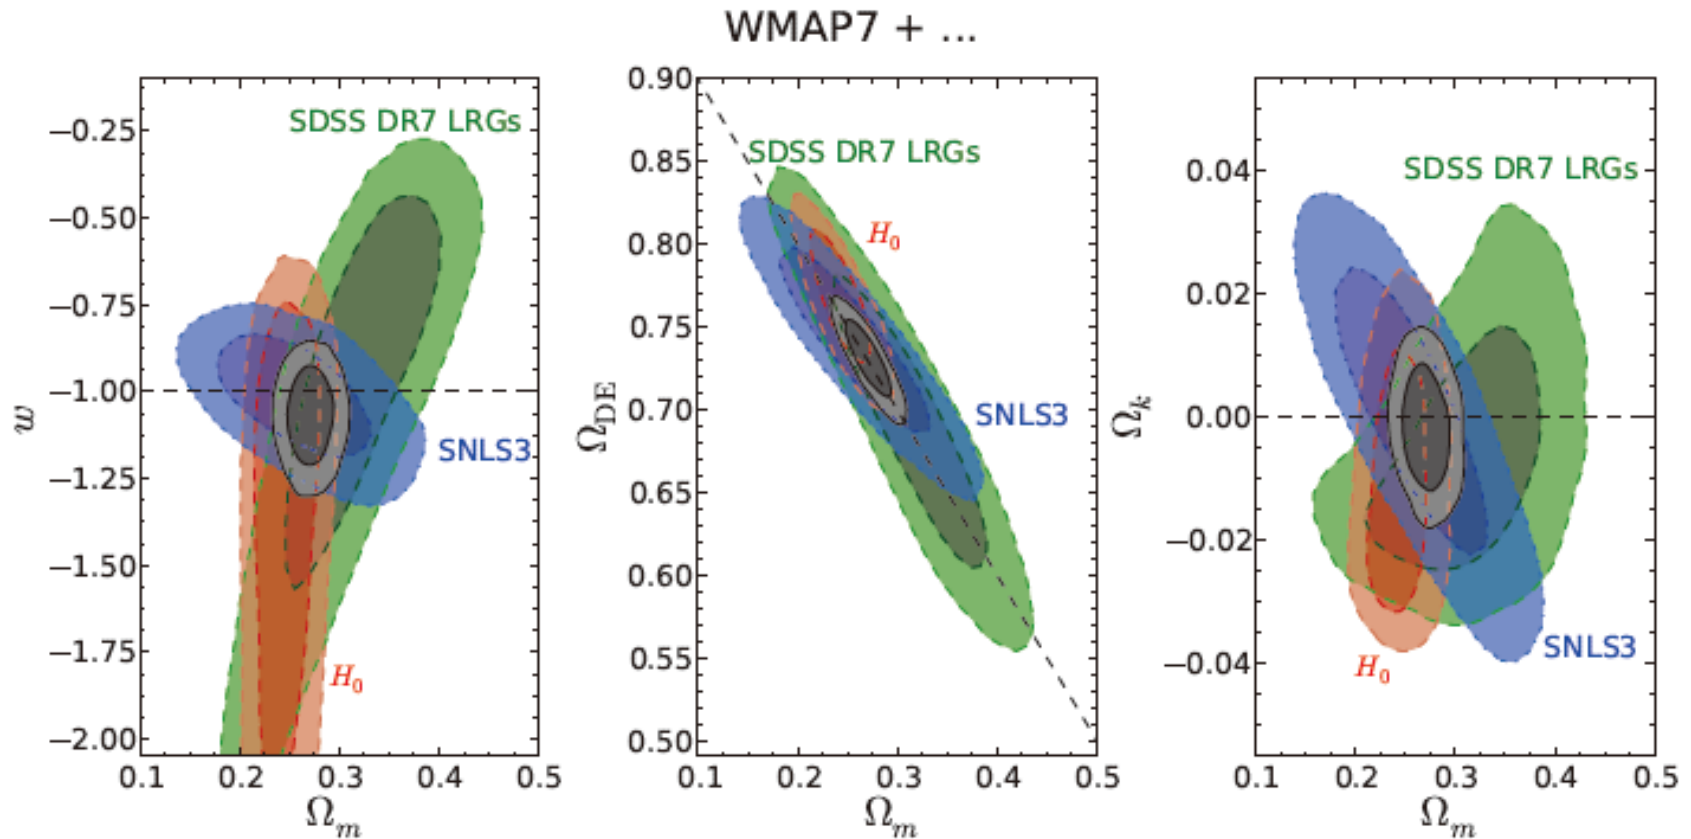 WMAP7 + ...
SDSS DR7 LRGs
SNLS3
H₀
−0.25
−0.50
−0.75
−1.00
−1.25
−1.50
−1.75
−2.00
w
0.1 0.2 0.3 0.4 0.5
Ωₘ
SDSS DR7 LRGs
H₀
SNLS3
0.90
0.85
0.80
0.75
0.70
0.65
0.60
0.55
0.50
Ω_DE
0.1 0.2 0.3 0.4 0.5
Ωₘ
SDSS DR7 LRGs
SNLS3
H₀
0.04
0.02
0.00
−0.02
−0.04
Ωₖ
0.1 0.2 0.3 0.4 0.5
Ωₘ